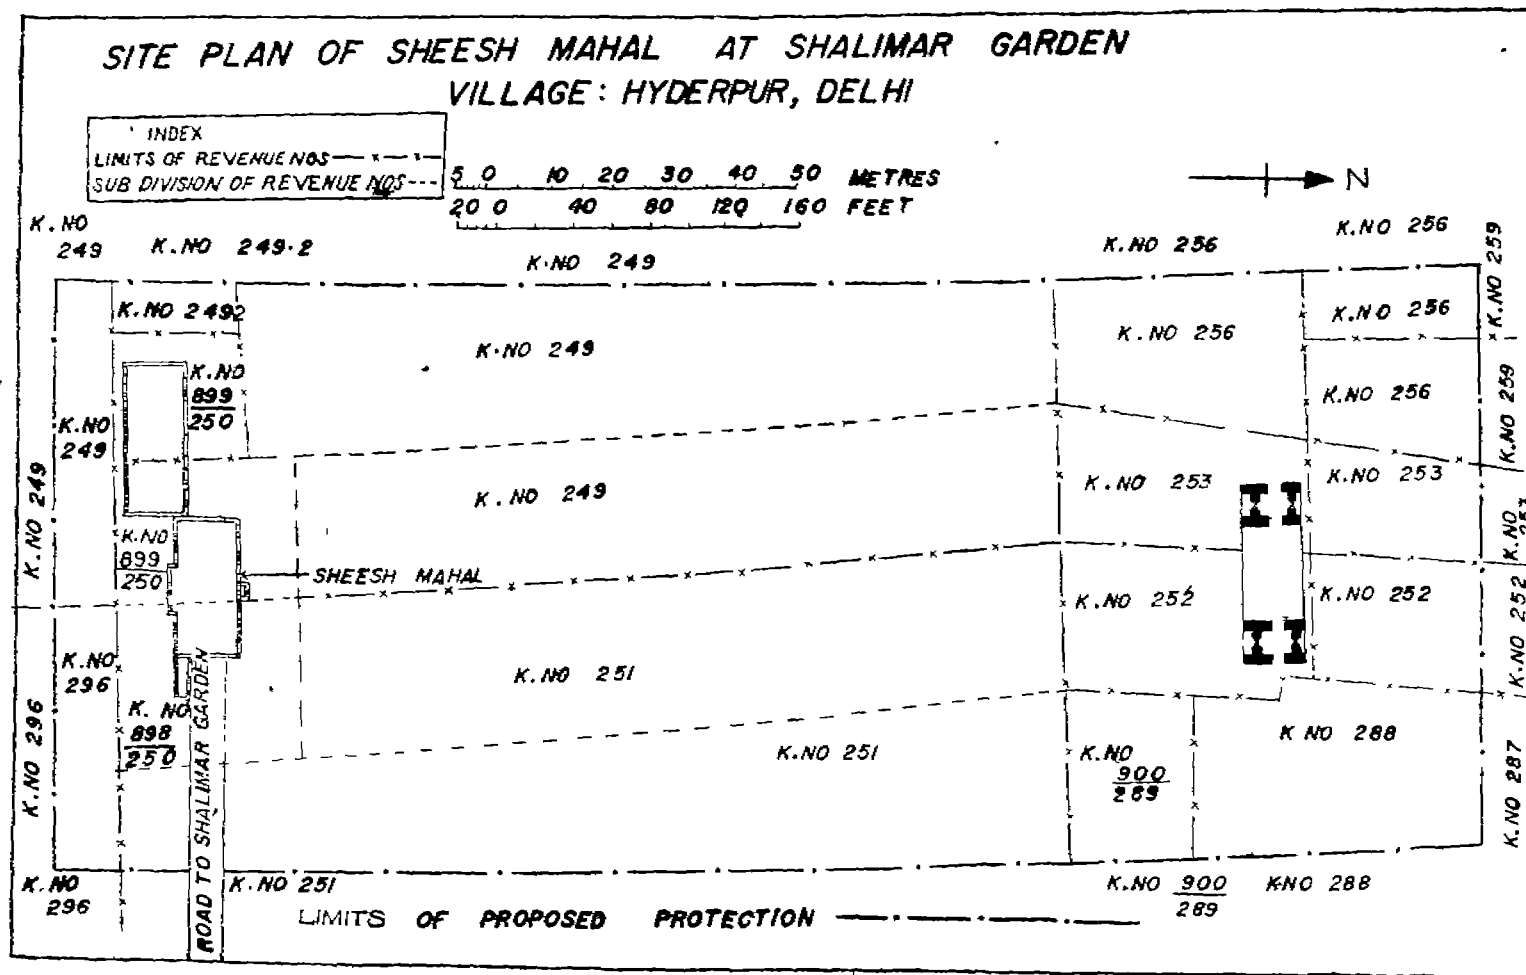 SITE PLAN OF SHEESH MAHAL AT SHALIMAR GARDEN
VILLAGE: HYDERPUR, DELHI
INDEX
LIMITS OF REVENUE NOS
SUB DIVISION OF REVENUE NOS
5 0 10 20 30 40 50 METRES
20 0 40 80 120 160 FEET
N
K.NO
249
K.NO 249.2
K.NO 249
K.NO 256
K.NO 256
K.NO 259
K.NO 2492
K.NO 249
K.NO 256
K.NO 256
K.NO
899
250
K.NO
249
K.NO 256
K.NO 259
K.NO 249
K.NO 249
K.NO 253
K.NO 253
K.NO
253
K.NO
899
250
SHEESH MAHAL
K.NO 252
K.NO 252
K.NO 252
K.NO
296
K.NO 251
K.NO 296
K. NO
898
250
ROAD TO SHALIMAR GARDEN
K.NO 251
K.NO
900
289
K NO 288
K.NO 287
K.NO
296
K.NO 251
K.NO 900
289
K.NO 288
LIMITS OF PROPOSED PROTECTION